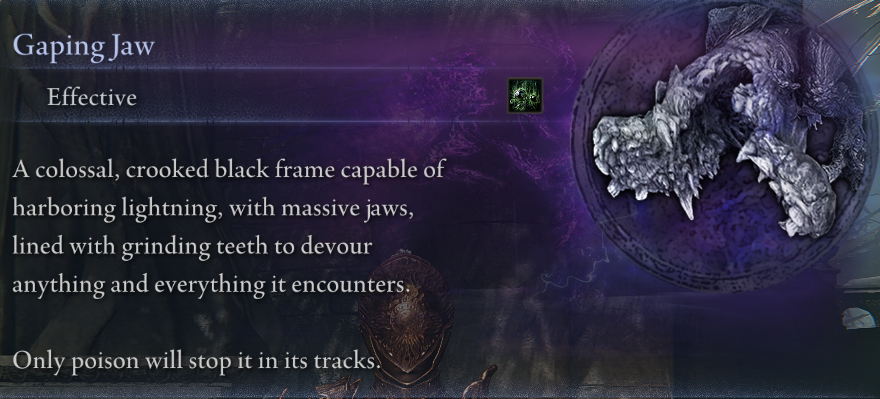 Gaping Jaw
Effective
A colossal, crooked black frame capable of
harboring lightning, with massive jaws,
lined with grinding teeth to devour
anything and everything it encounters.
Only poison will stop it in its tracks.